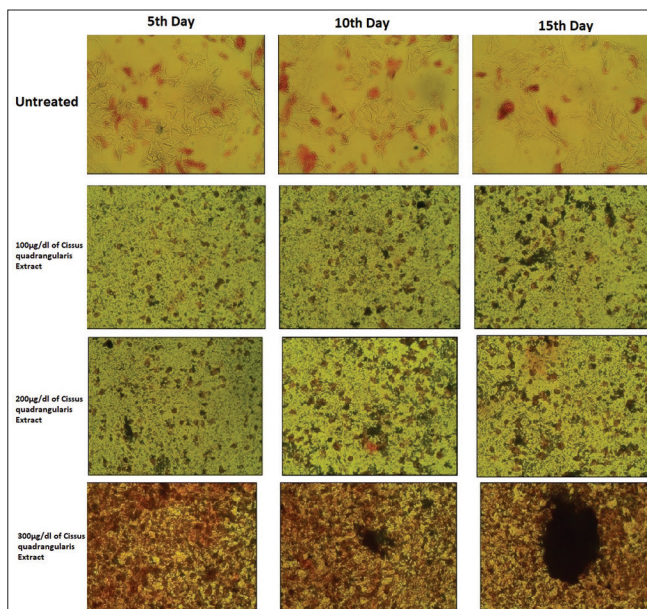 5th Day 10th Day 15th Day
Untreated
100µg/dl of Cissus
quadrangularis
Extract
200µg/dl of Cissus
quadrangularis
Extract
300µg/dl of Cissus
quadrangularis
Extract